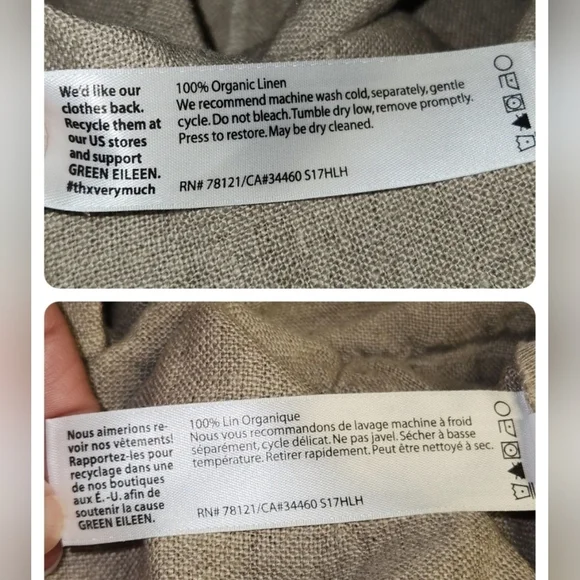 We'd like our
clothes back.
Recycle them at
our US stores
and support
GREEN EILEEN.
#thxverymuch
100% Organic Linen
We recommend machine wash cold, separately, gentle
cycle. Do not bleach. Tumble dry low, remove promptly.
Press to restore. May be dry cleaned.
RN# 78121/CA#34460 S17HLH
Nous aimerions re-
voir nos vêtements!
Rapportez-les pour
recyclage dans une
de nos boutiques
aux É.-U. afin de
soutenir la cause
GREEN EILEEN.
100% Lin Organique
Nous vous recommandons de lavage machine à froid
séparément, cycle délicat. Ne pas javel. Sécher à basse
température. Retirer rapidement. Peut être nettoyé à sec.
RN# 78121/CA#34460 S17HLH